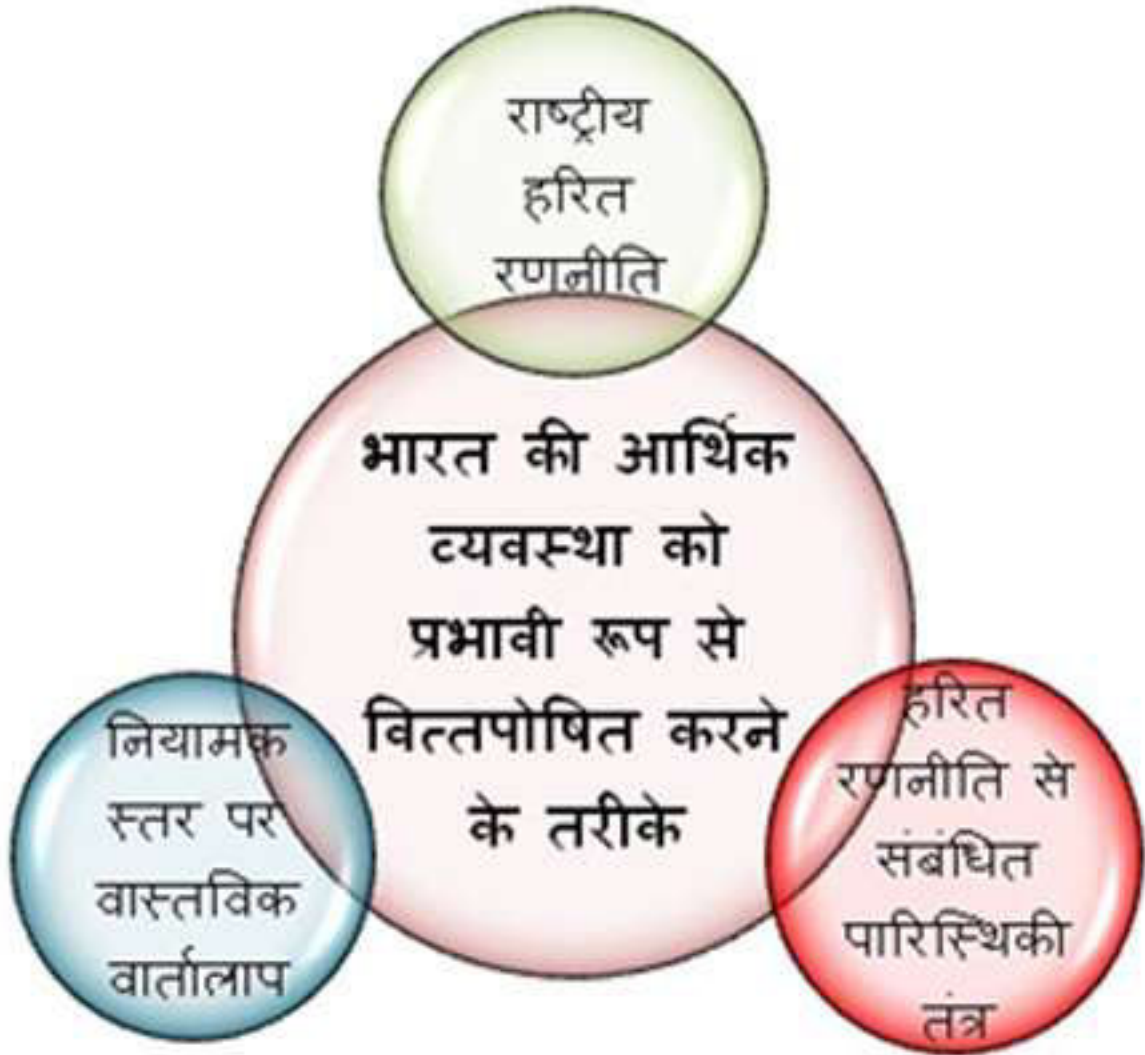 राष्ट्रीय
हरित
रणनीति
भारत की आर्थिक
व्यवस्था को
प्रभावी रूप से
वित्तपोषित करने
के तरीके
नियामक
स्तर पर
वास्तविक
वार्तालाप
हरित
रणनीति से
संबंधित
पारिस्थिकी
तंत्र